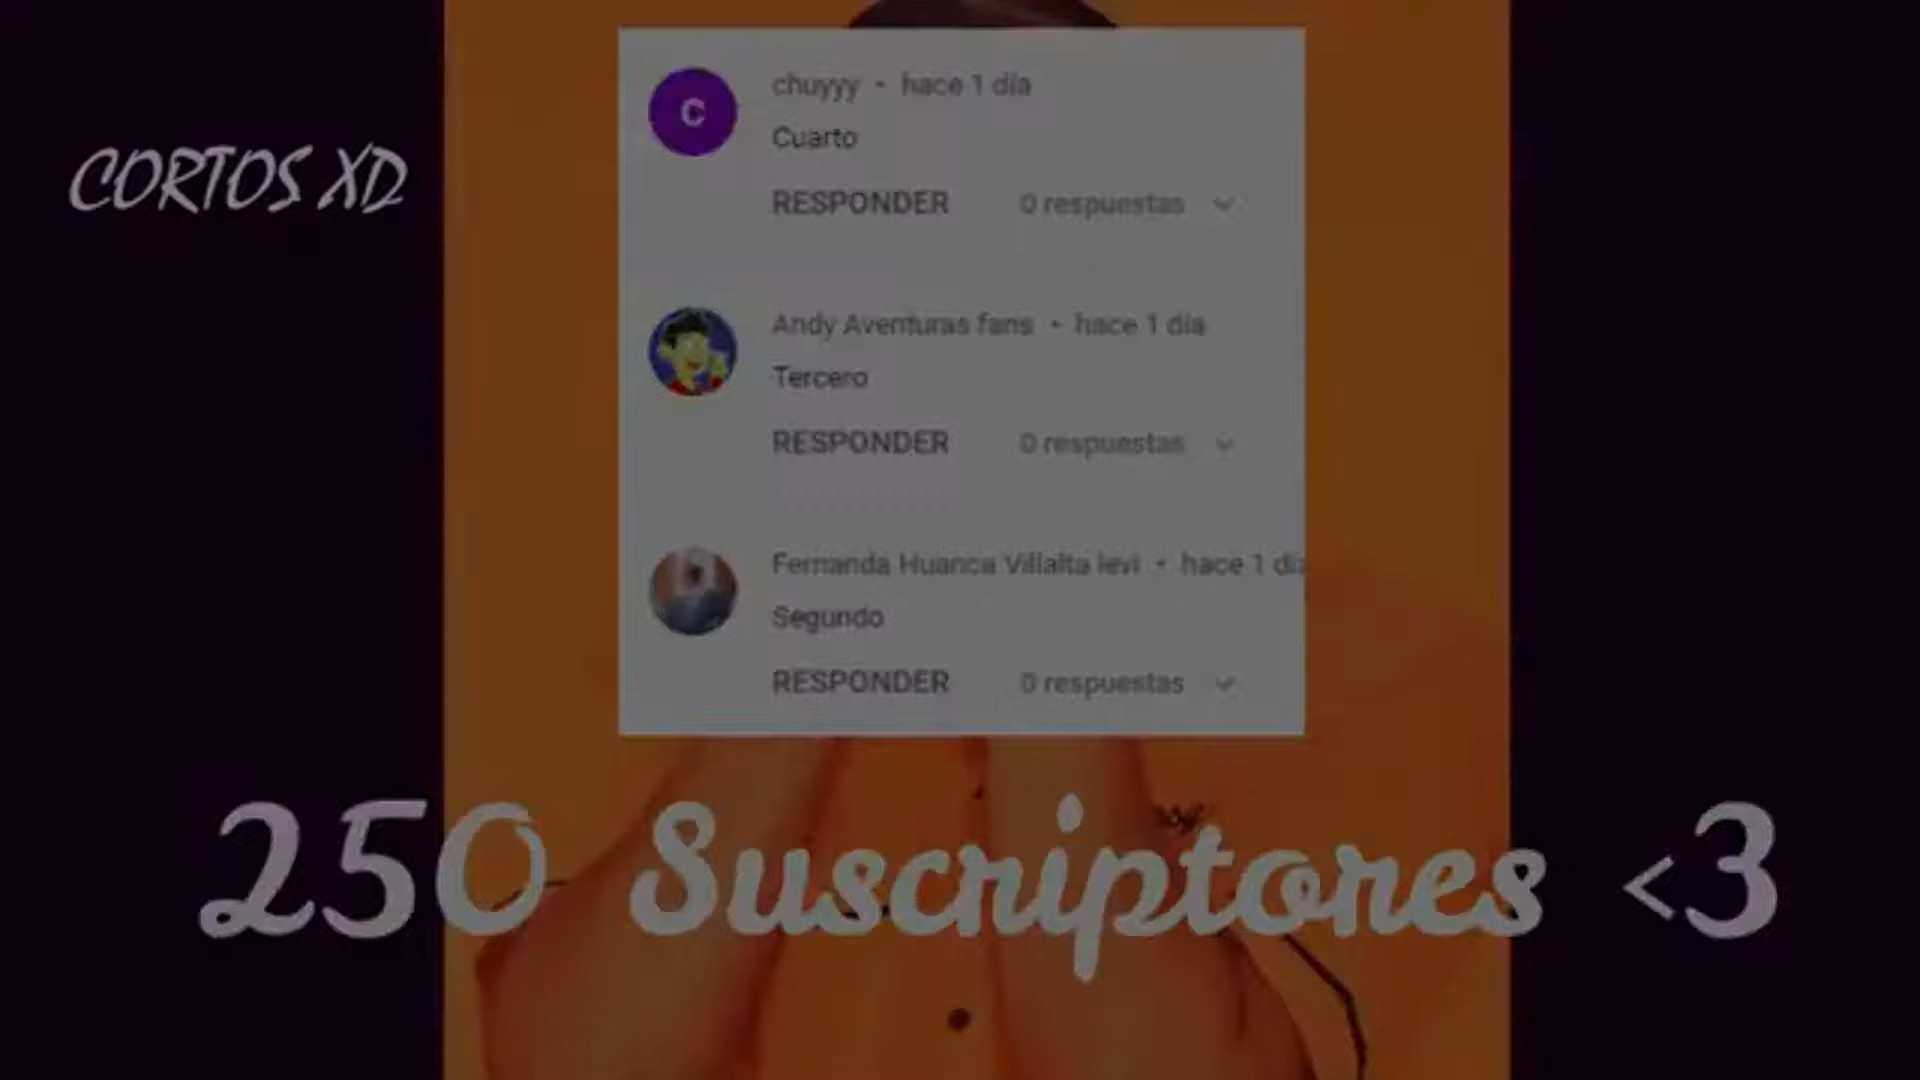 CORTOS XD
C
chuyyy • hace 1 día
Cuarto
RESPONDER 0 respuestas
Andy Aventuras fans • hace 1 día
Tercero
RESPONDER 0 respuestas
Fernanda Huanca Villalta levi • hace 1 día
Segundo
RESPONDER 0 respuestas
250 Suscriptores <3